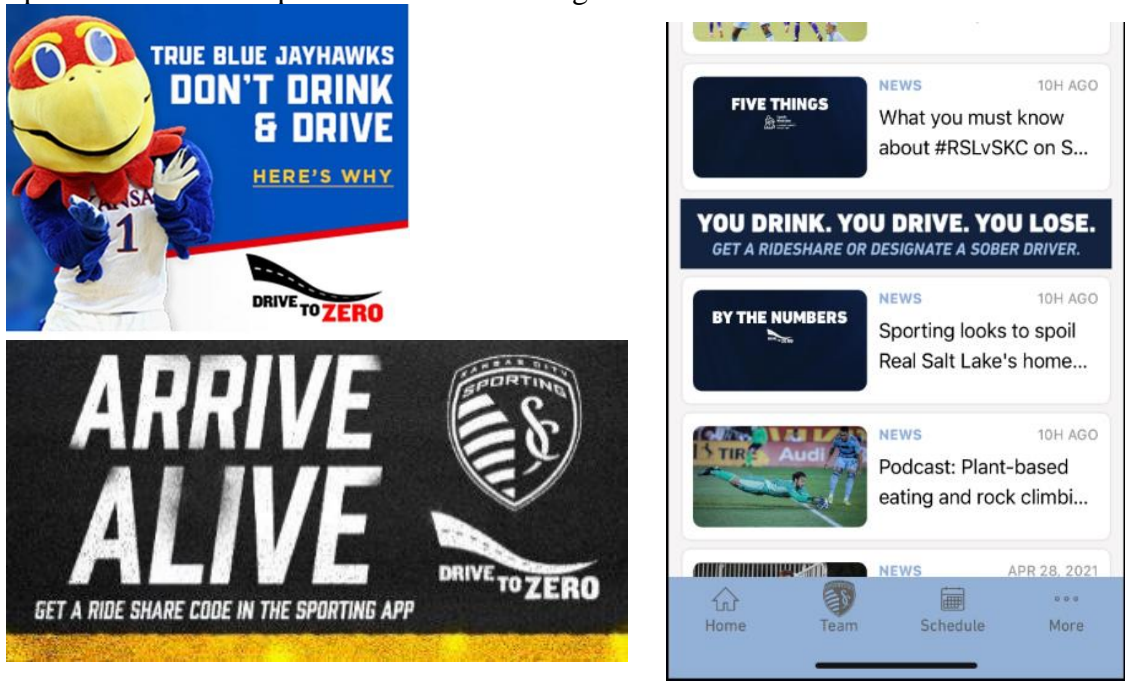 TRUE BLUE JAYHAWKS
DON'T DRINK
& DRIVE
HERE'S WHY
1
DRIVE TO ZERO
ARRIVE
ALIVE
GET A RIDE SHARE CODE IN THE SPORTING APP
KANSAS CITY
SPORTING
SC
DRIVE TO ZERO
FIVE THINGS
NEWS 10H AGO
What you must know
about #RSLvSKC on S...
YOU DRINK. YOU DRIVE. YOU LOSE.
GET A RIDESHARE OR DESIGNATE A SOBER DRIVER.
BY THE NUMBERS
NEWS 10H AGO
Sporting looks to spoil
Real Salt Lake's home...
TIRE Audi
NEWS 10H AGO
Podcast: Plant-based
eating and rock climbi...
NEWS APR 28, 2021
Home Team Schedule More